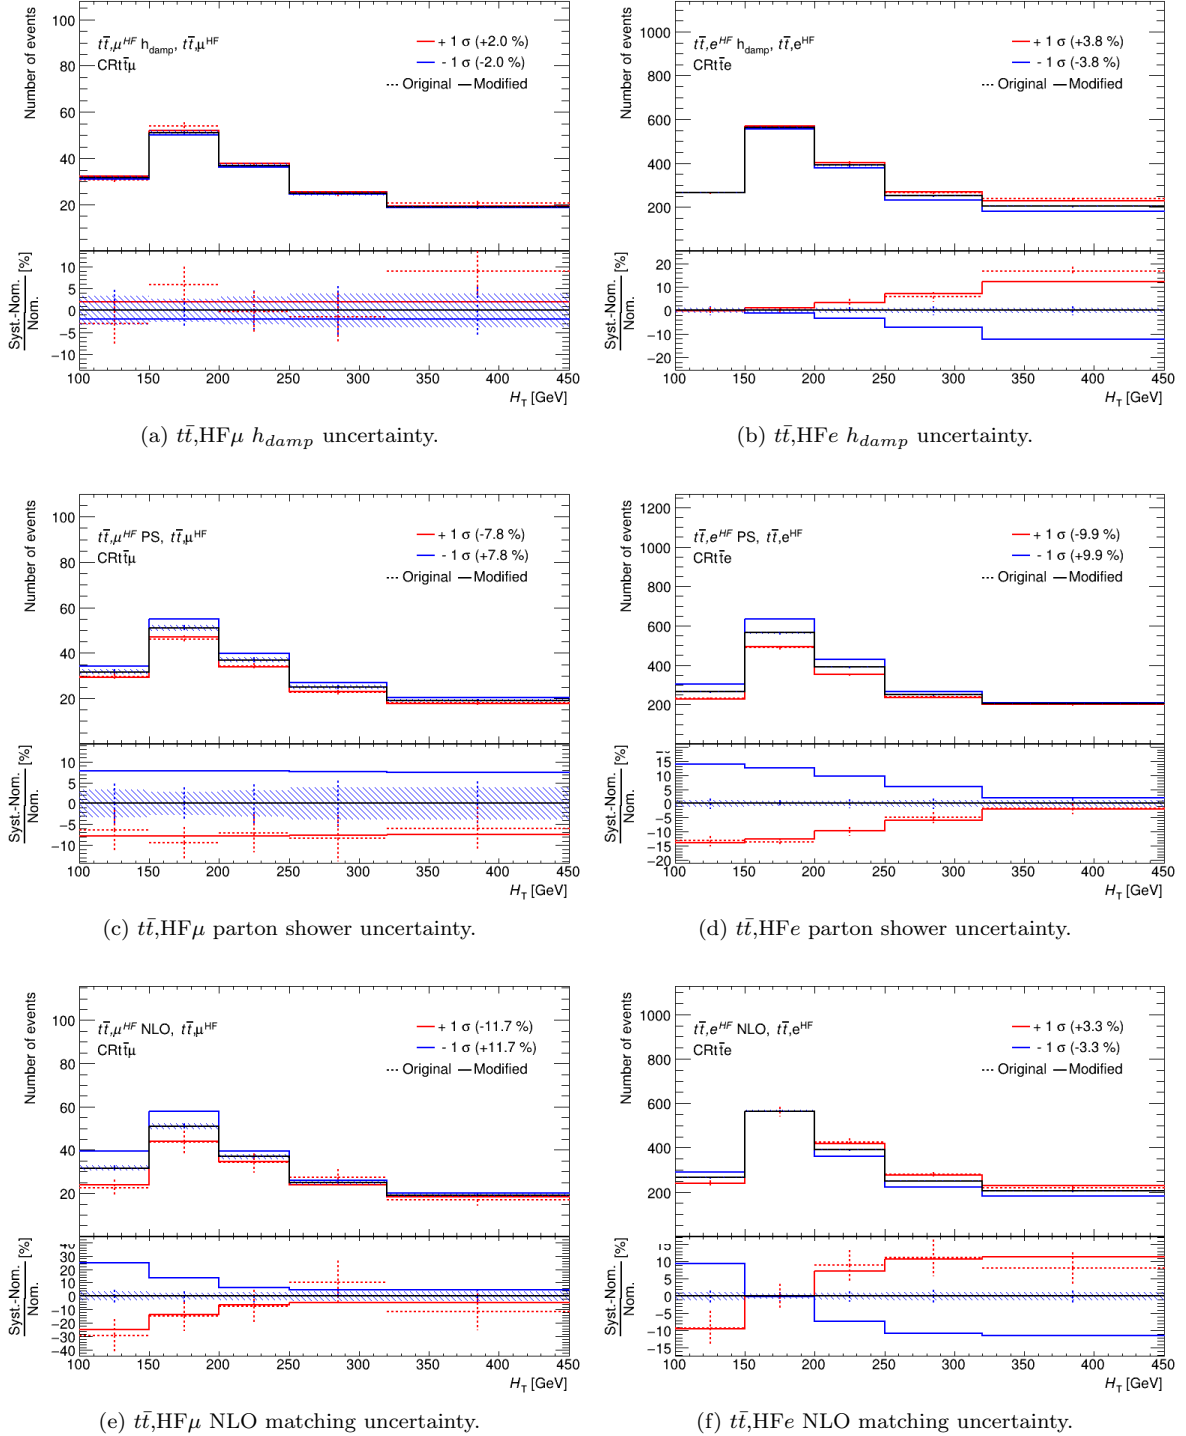 Number of events
100
80
60
40
20
tt̄,μ^HF h_damp, tt̄,μ^HF
CRtt̄μ
+ 1 σ (+2.0 %)
- 1 σ (-2.0 %)
Original Modified
Syst.-Nom. [%]
Nom.
10
5
0
−5
−10
100 150 200 250 300 350 400 450
H_T [GeV]
(a) tt̄,HFμ h_damp uncertainty.
Number of events
1000
800
600
400
200
tt̄,e^HF h_damp, tt̄,e^HF
CRtt̄e
+ 1 σ (+3.8 %)
- 1 σ (-3.8 %)
Original Modified
Syst.-Nom. [%]
Nom.
20
10
0
−10
−20
100 150 200 250 300 350 400 450
H_T [GeV]
(b) tt̄,HFe h_damp uncertainty.
Number of events
100
80
60
40
20
tt̄,μ^HF PS, tt̄,μ^HF
CRtt̄μ
+ 1 σ (-7.8 %)
- 1 σ (+7.8 %)
Original Modified
Syst.-Nom. [%]
Nom.
10
5
0
−5
−10
100 150 200 250 300 350 400 450
H_T [GeV]
(c) tt̄,HFμ parton shower uncertainty.
Number of events
1200
1000
800
600
400
200
tt̄,e^HF PS, tt̄,e^HF
CRtt̄e
+ 1 σ (-9.9 %)
- 1 σ (+9.9 %)
Original Modified
Syst.-Nom. [%]
Nom.
20
15
10
5
0
−5
−10
−15
−20
100 150 200 250 300 350 400 450
H_T [GeV]
(d) tt̄,HFe parton shower uncertainty.
Number of events
100
80
60
40
20
tt̄,μ^HF NLO, tt̄,μ^HF
CRtt̄μ
+ 1 σ (-11.7 %)
- 1 σ (+11.7 %)
Original Modified
Syst.-Nom. [%]
Nom.
40
30
20
10
0
−10
−20
−30
−40
100 150 200 250 300 350 400 450
H_T [GeV]
(e) tt̄,HFμ NLO matching uncertainty.
Number of events
1000
800
600
400
200
tt̄,e^HF NLO, tt̄,e^HF
CRtt̄e
+ 1 σ (+3.3 %)
- 1 σ (-3.3 %)
Original Modified
Syst.-Nom. [%]
Nom.
15
10
5
0
−5
−10
−15
100 150 200 250 300 350 400 450
H_T [GeV]
(f) tt̄,HFe NLO matching uncertainty.